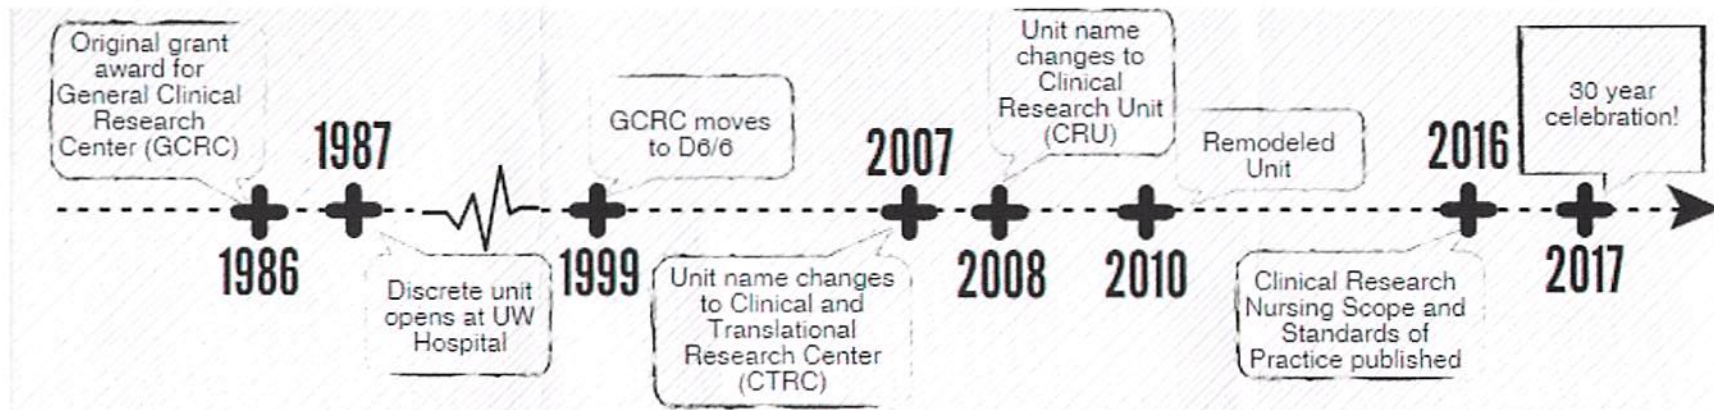 Original grant
award for
General Clinical
Research
Center (GCRC)
1986
1987
Discrete unit
opens at UW
Hospital
GCRC moves
to D6/6
1999
2007
Unit name changes
to Clinical and
Translational
Research Center
(CTRC)
Unit name
changes to
Clinical
Research Unit
(CRU)
2008
Remodeled
Unit
2010
2016
Clinical Research
Nursing Scope and
Standards of
Practice published
30 year
celebration!
2017